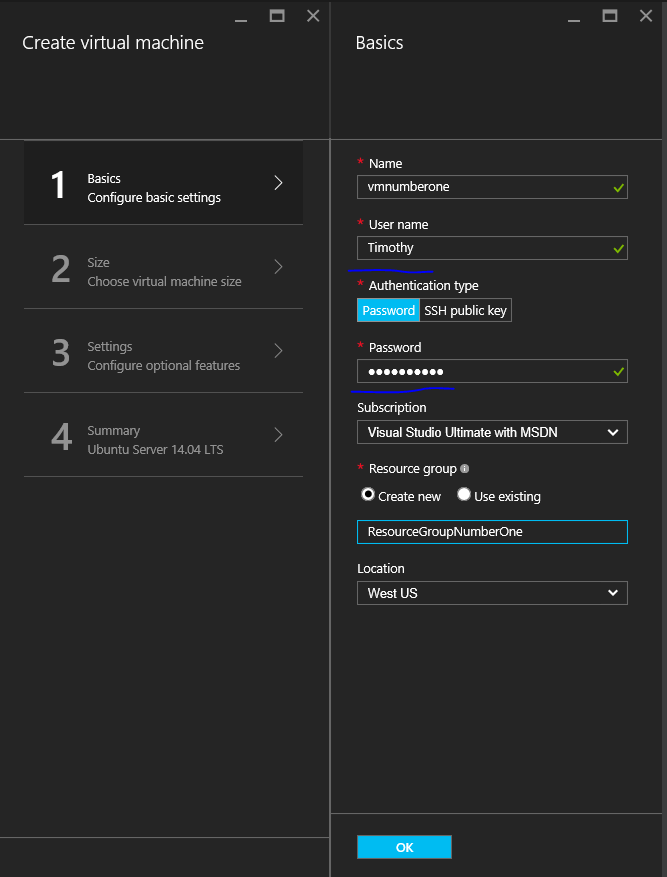 Create virtual machine
1
Basics
Configure basic settings
2
Size
Choose virtual machine size
3
Settings
Configure optional features
4
Summary
Ubuntu Server 14.04 LTS
Basics
* Name
vmnumberone
* User name
Timothy
* Authentication type
Password SSH public key
* Password
●●●●●●●●●●
Subscription
Visual Studio Ultimate with MSDN
* Resource group
Create new Use existing
ResourceGroupNumberOne
Location
West US
OK